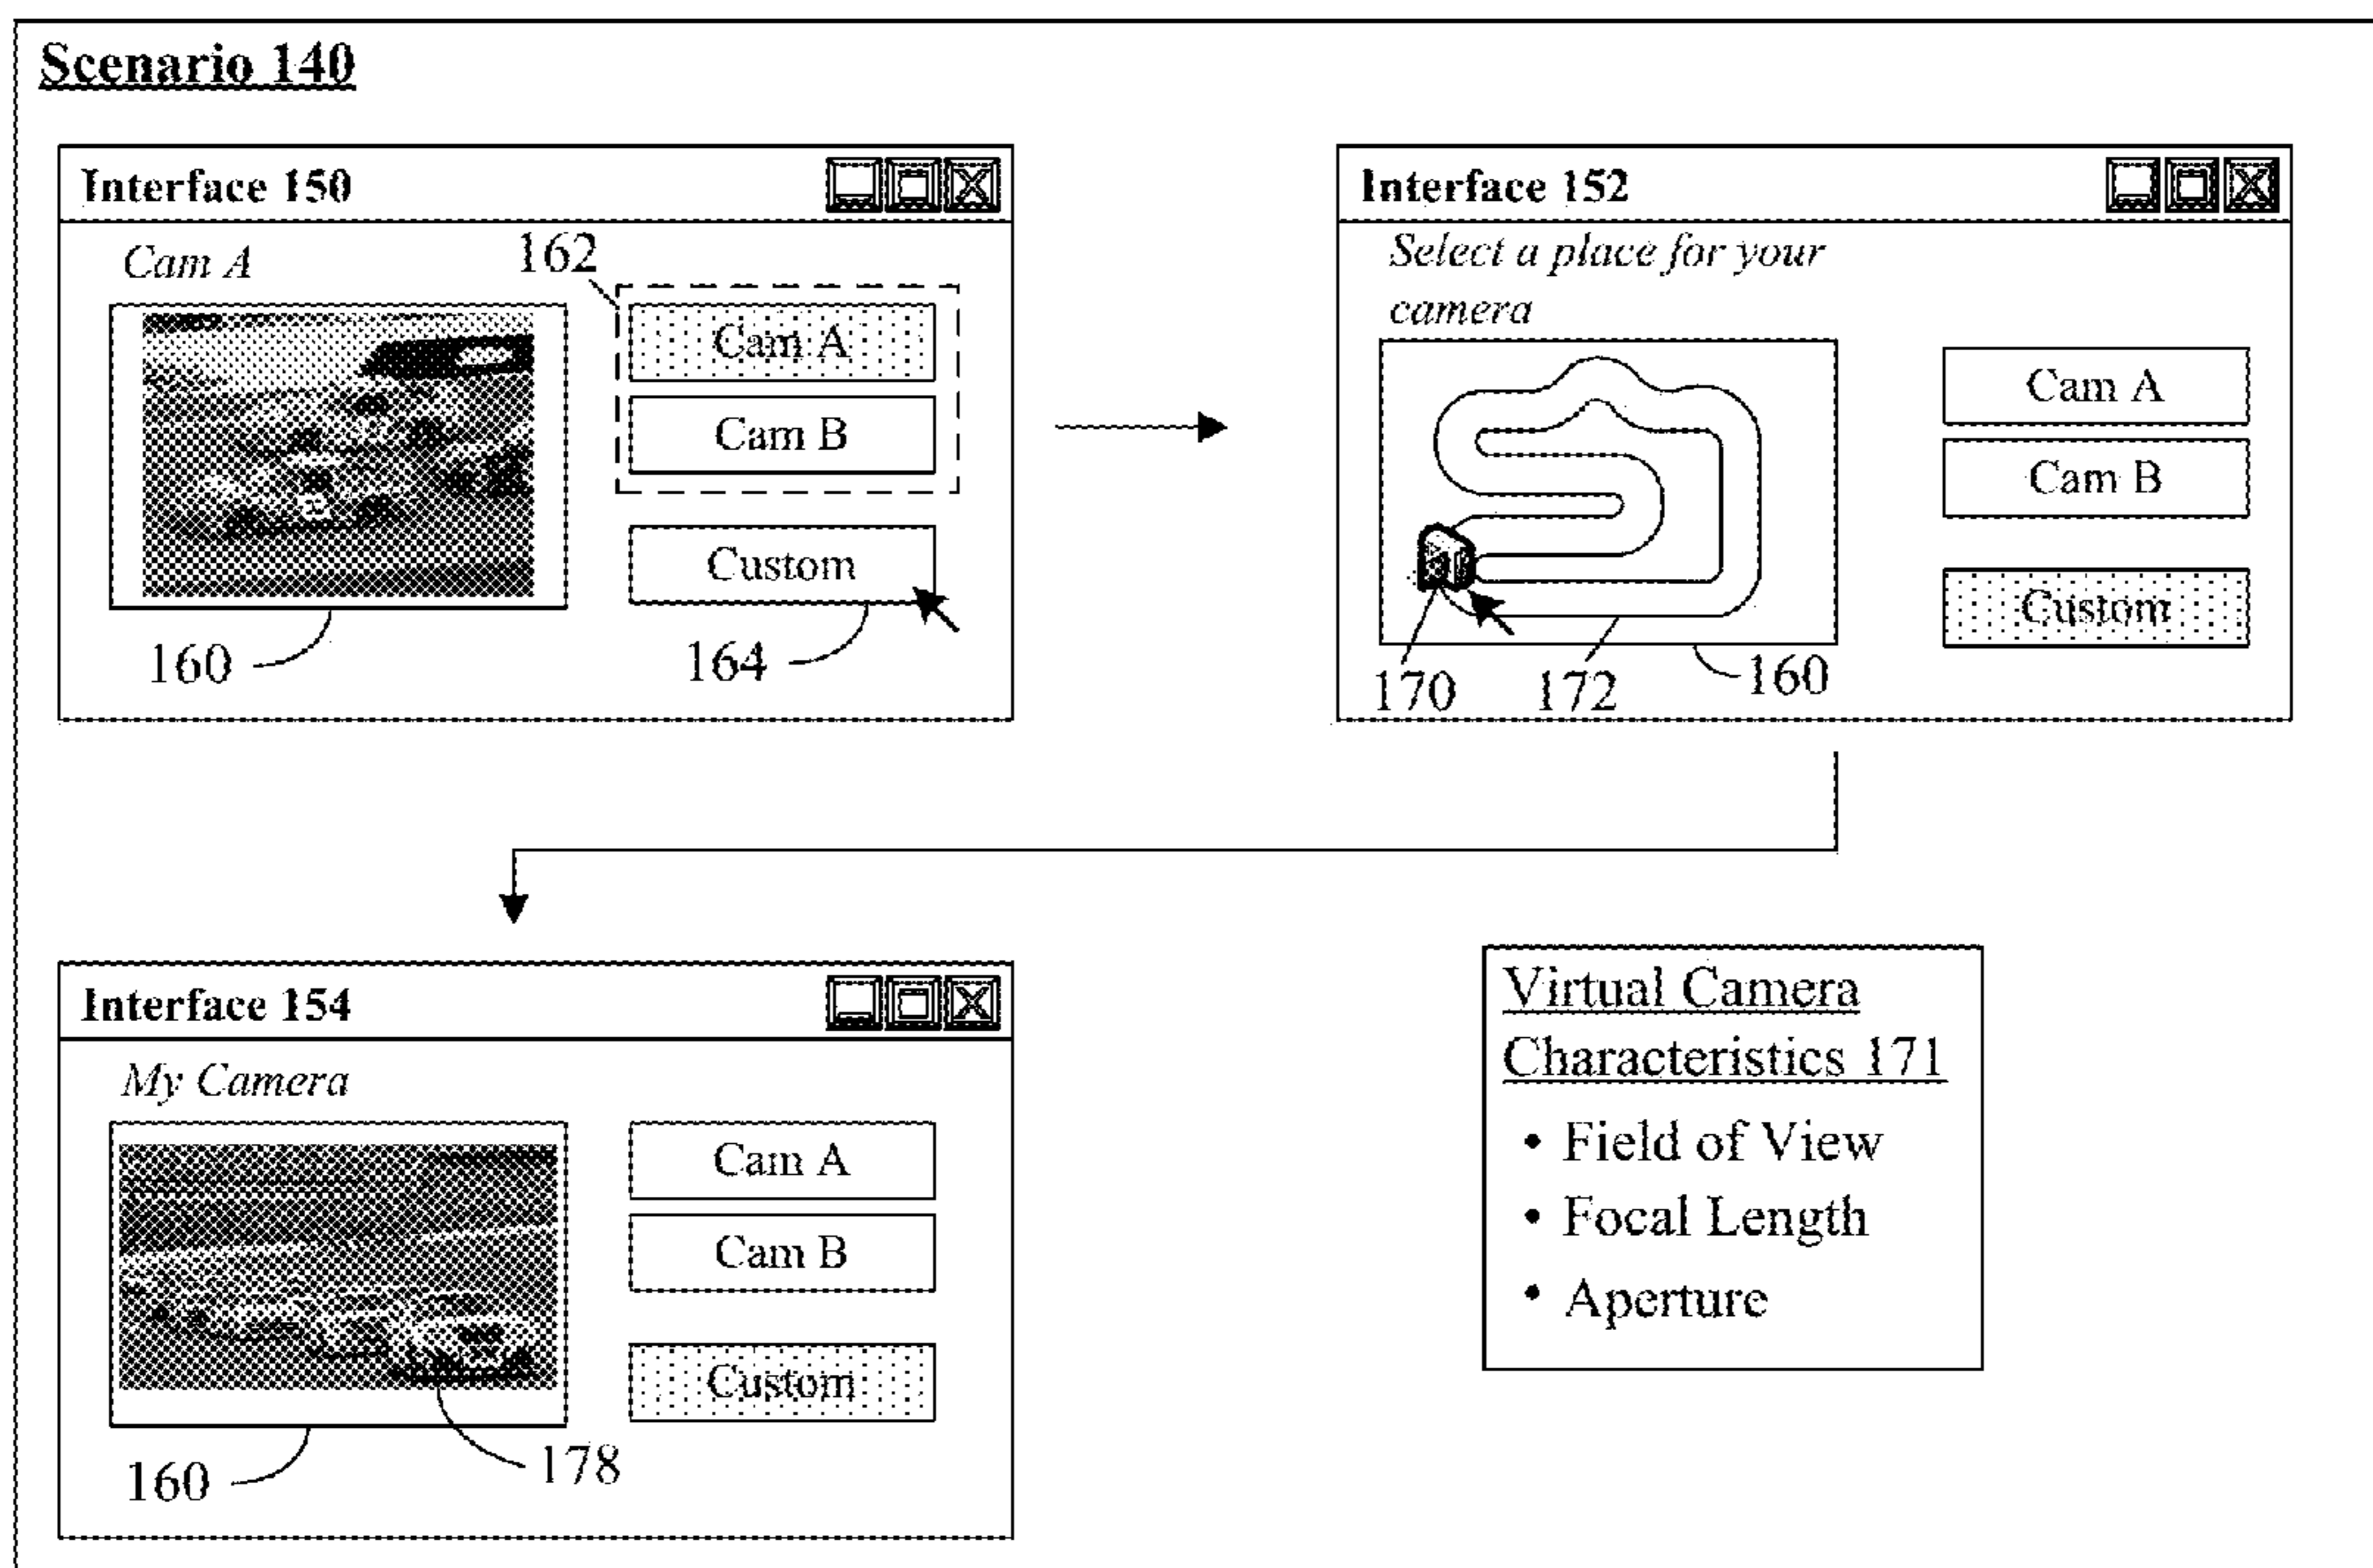 Scenario 140
Interface 150
Cam A
162
Cam A
Cam B
Custom
160
164
Interface 152
Select a place for your
camera
Cam A
Cam B
Custom
170
172
160
Interface 154
My Camera
Cam A
Cam B
Custom
160
178
Virtual Camera
Characteristics 171
• Field of View
• Focal Length
• Aperture